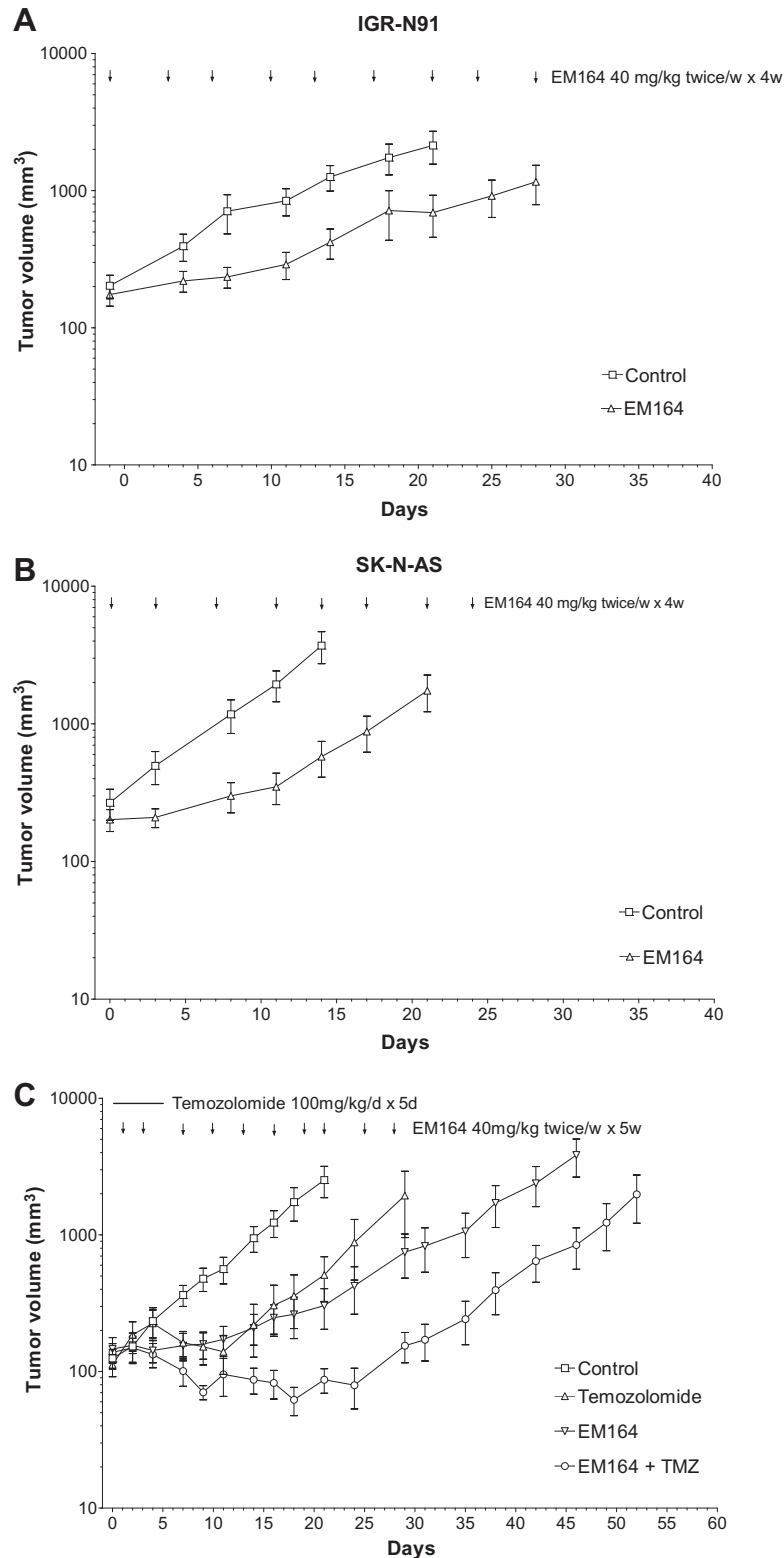 A
IGR-N91
10000
EM164 40 mg/kg twice/w x 4w
1000
Tumor volume (mm³)
100
Control
EM164
10
0 5 10 15 20 25 30 35 40
Days
B
SK-N-AS
10000
EM164 40 mg/kg twice/w x 4w
1000
Tumor volume (mm³)
100
Control
EM164
10
0 5 10 15 20 25 30 35 40
Days
C
10000
Temozolomide 100mg/kg/d x 5d
EM164 40mg/kg twice/w x 5w
1000
Tumor volume (mm³)
100
Control
Temozolomide
EM164
EM164 + TMZ
10
0 5 10 15 20 25 30 35 40 45 50 55 60
Days